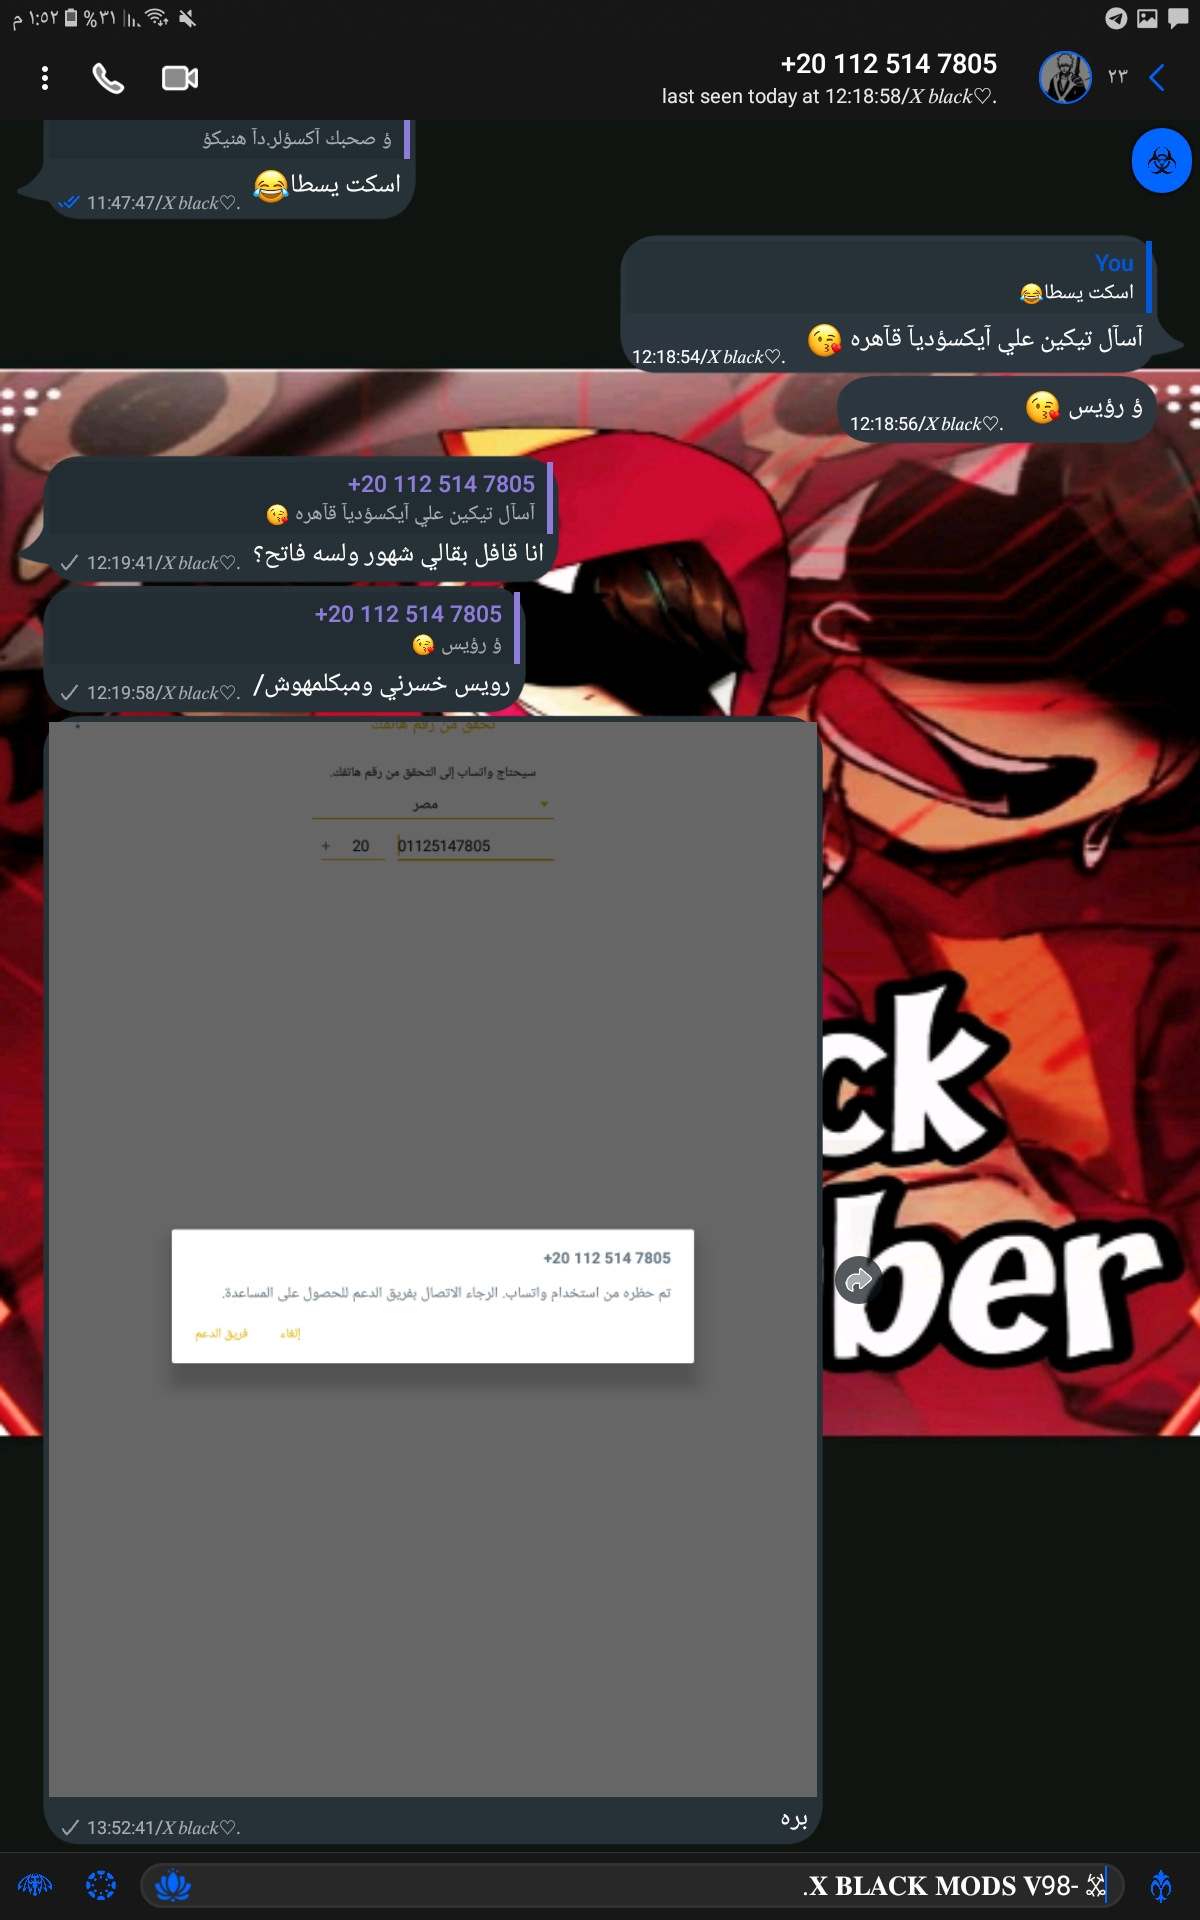 ١:٥٢ م
%٣١
+20 112 514 7805
last seen today at 12:18:58/X black♡.
٢٣
ؤ صحبك آكسؤلر.دآ هنيكؤ
اسكت يسطا😂
11:47:47/X black♡.
You
اسكت يسطا😂
آسآل تيكين علي آيكسؤديآ قآهره 😘
12:18:54/X black♡.
ؤ رؤيس 😘
12:18:56/X black♡.
+20 112 514 7805
آسآل تيكين علي آيكسؤديآ قآهره 😘
انا قافل بقالي شهور ولسه فاتح؟
12:19:41/X black♡.
+20 112 514 7805
ؤ رؤيس 😘
رويس خسرني ومبكلمهوش/
12:19:58/X black♡.
تحقق من رقم هاتفك
سيحتاج واتساب إلى التحقق من رقم هاتفك.
مصر
+ 20 01125147805
+20 112 514 7805
تم حظره من استخدام واتساب. الرجاء الاتصال بفريق الدعم للحصول على المساعدة.
إلغاء فريق الدعم
ck
ber
بره
13:52:41/X black♡.
.X BLACK MODS V98-